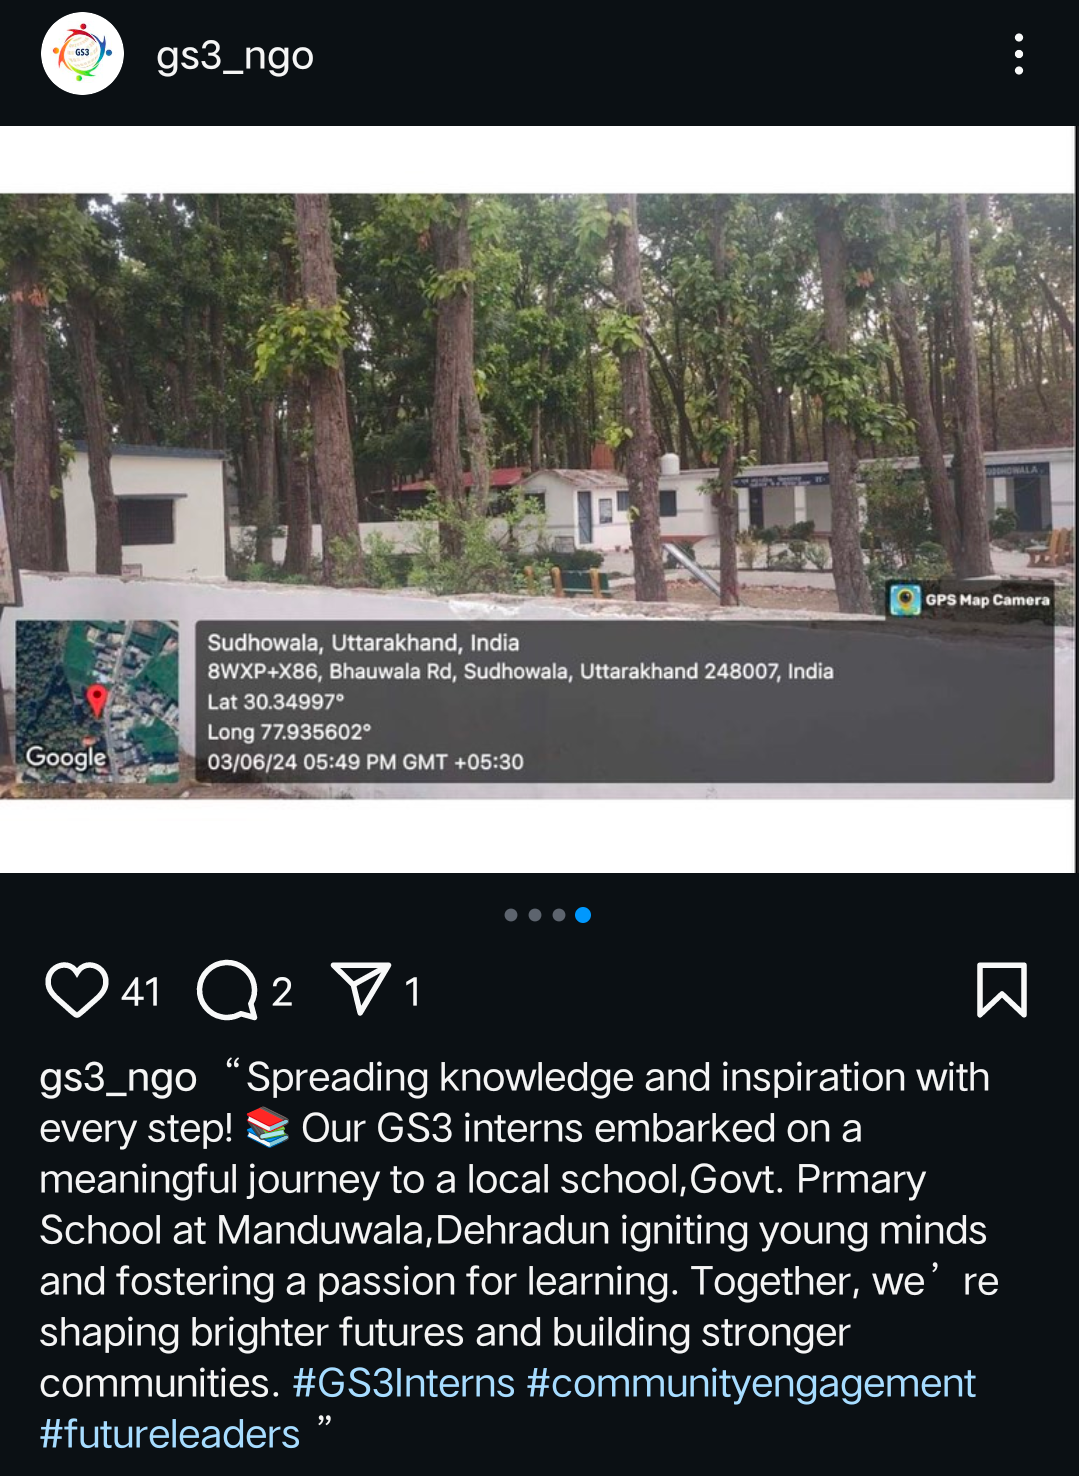 GS3
gs3_ngo
SUDHOWALA
GPS Map Camera
Google
Sudhowala, Uttarakhand, India
8WXP+X86, Bhauwala Rd, Sudhowala, Uttarakhand 248007, India
Lat 30.34997°
Long 77.935602°
03/06/24 05:49 PM GMT +05:30
41 2 1
gs3_ngo “Spreading knowledge and inspiration with
every step! 📚 Our GS3 interns embarked on a
meaningful journey to a local school,Govt. Prmary
School at Manduwala,Dehradun igniting young minds
and fostering a passion for learning. Together, we’re
shaping brighter futures and building stronger
communities. #GS3Interns #communityengagement
#futureleaders ”